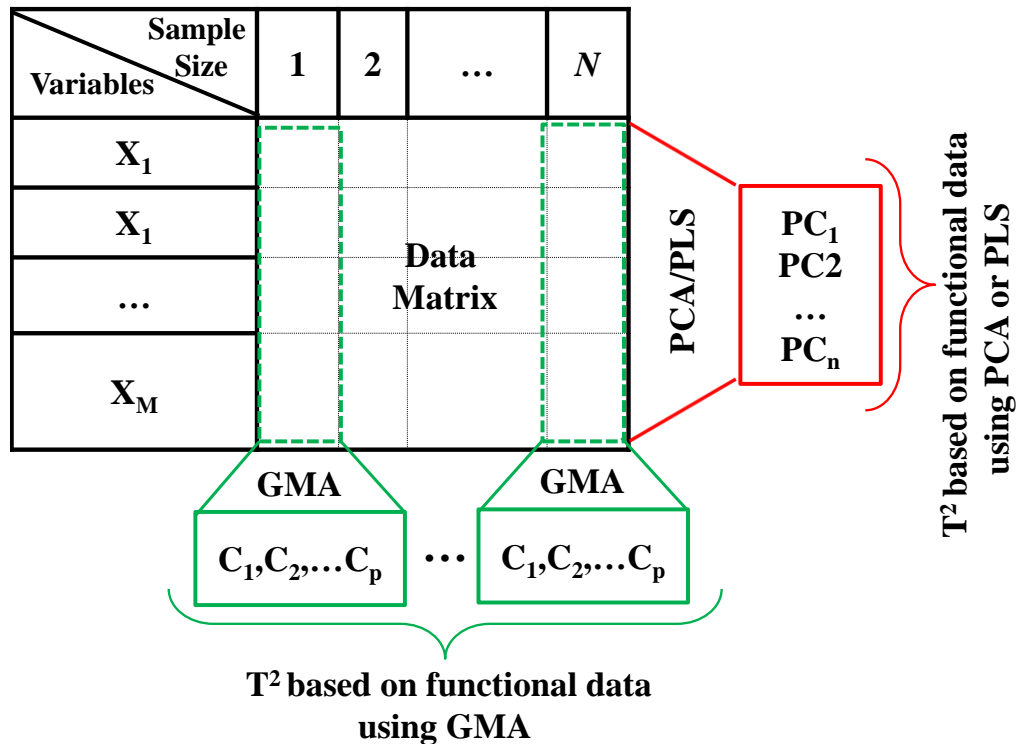 Sample
Size
Variables
1
2
…
N
X₁
X₁
…
X_M
Data
Matrix
PCA/PLS
PC₁
PC2
…
PCₙ
T² based on functional data
using PCA or PLS
GMA
GMA
C₁,C₂,…Cₚ
…
C₁,C₂,…Cₚ
T² based on functional data
using GMA